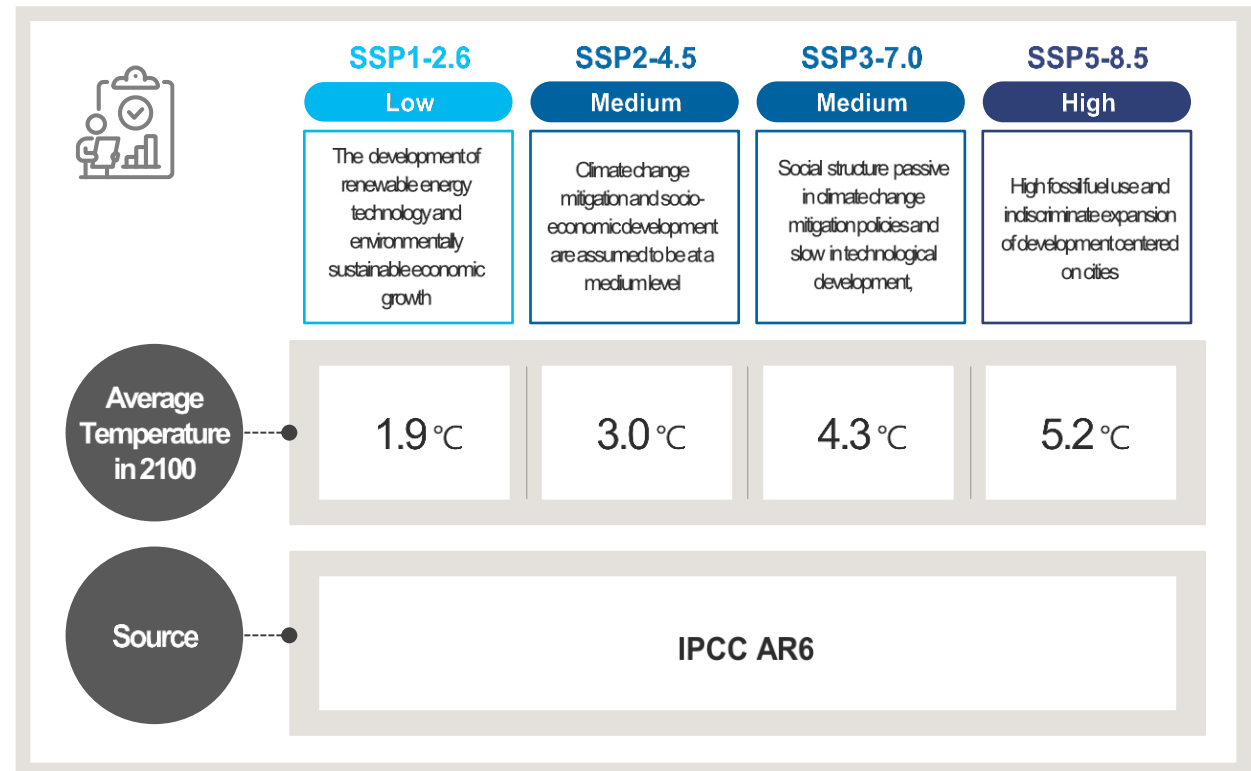 SSP1-2.6
Low
The development of
renewable energy
technology and
environmentally
sustainable economic
growth
SSP2-4.5
Medium
Climate change
mitigation and socio-
economic development
are assumed to be at a
medium level
SSP3-7.0
Medium
Social structure passive
in climate change
mitigation policies and
slow in technological
development,
SSP5-8.5
High
High fossil fuel use and
indiscriminate expansion
of development centered
on cities
Average
Temperature
in 2100
1.9 ℃
3.0 ℃
4.3 ℃
5.2 ℃
Source
IPCC AR6